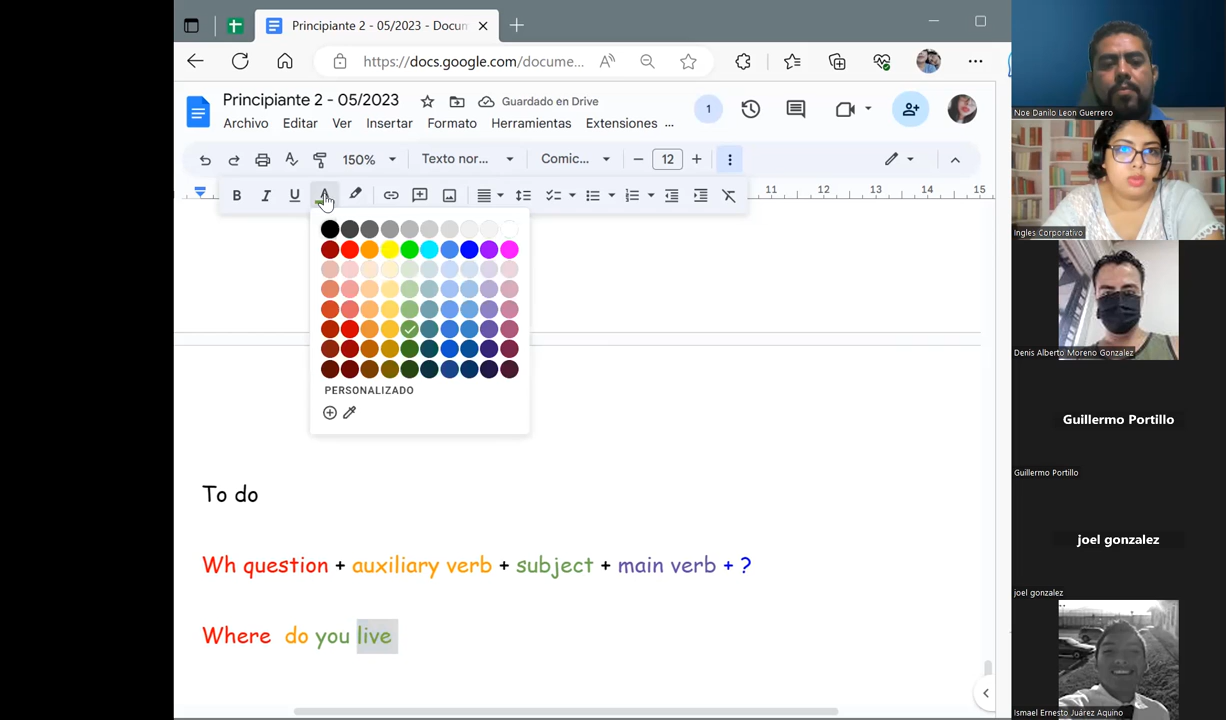 Principiante 2 - 05/2023 - Docum
https://docs.google.com/docume...
Principiante 2 - 05/2023
Guardado en Drive
1
Archivo Editar Ver Insertar Formato Herramientas Extensiones ...
150% Texto nor... Comic... 12
11 12 13 14 15
PERSONALIZADO
To do
Wh question + auxiliary verb + subject + main verb + ?
Where do you live
Noe Danilo Leon Guerrero
Ingles Corporativo
Denis Alberto Moreno Gonzalez
Guillermo Portillo
Guillermo Portillo
joel gonzalez
joel gonzalez
Ismael Ernesto Juárez Aquino